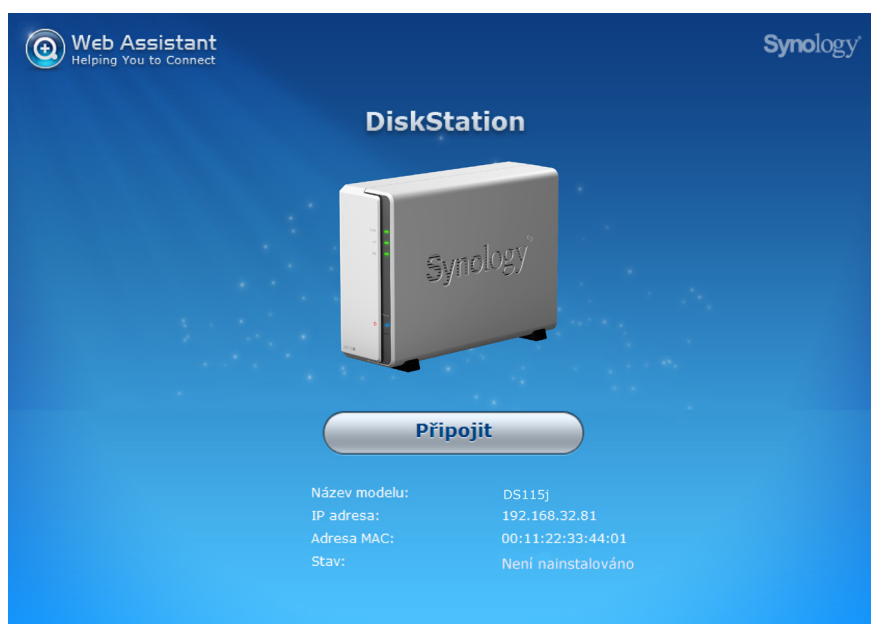 Web Assistant
Helping You to Connect
Synology
DiskStation
Synology
Připojit
Název modelu: DS115j
IP adresa: 192.168.32.81
Adresa MAC: 00:11:22:33:44:01
Stav: Není nainstalováno